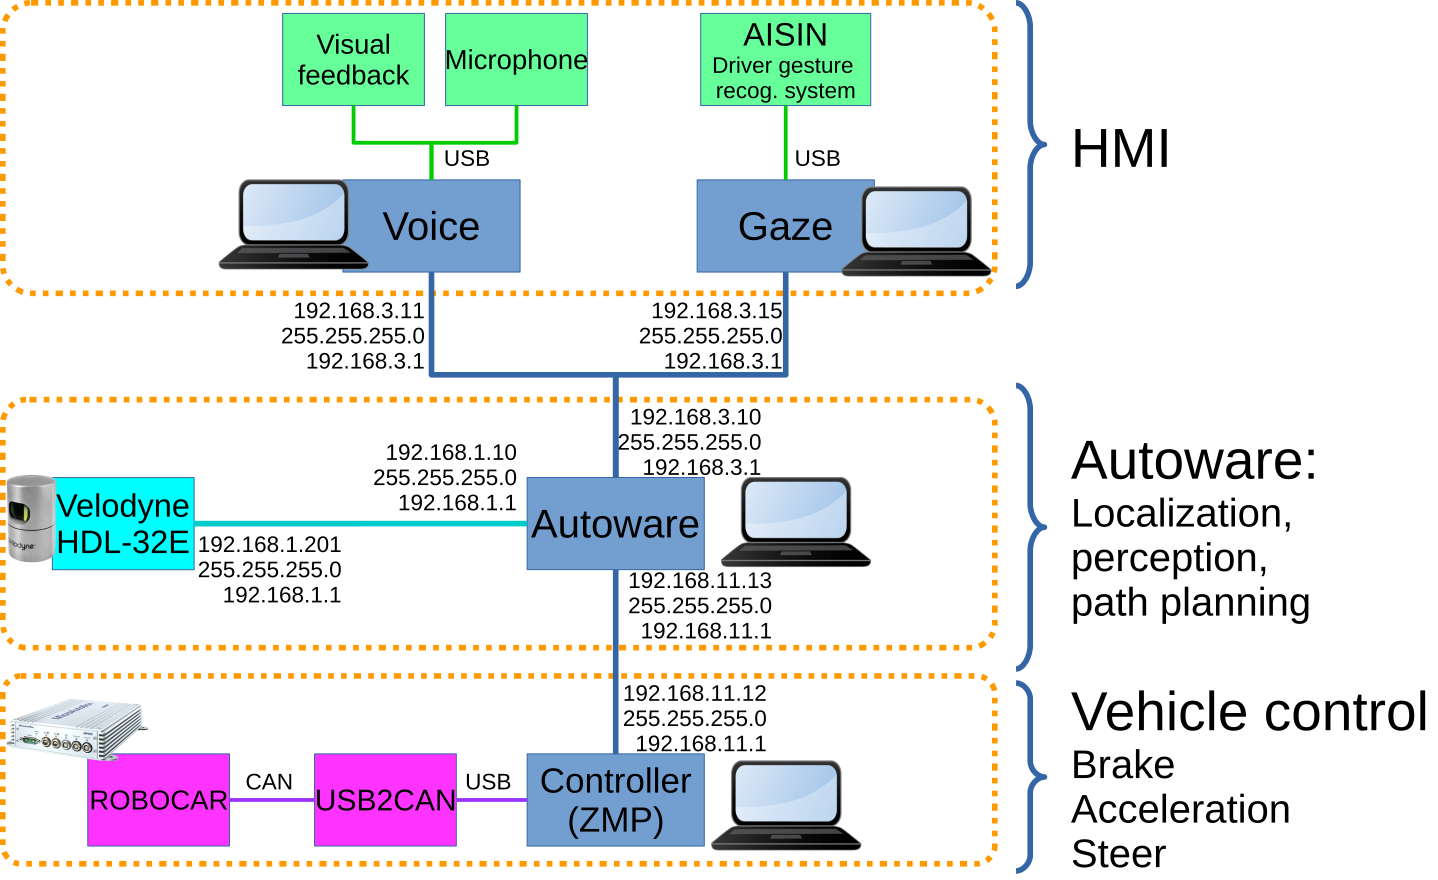 Visual
feedback
Microphone
AISIN
Driver gesture
recog. system
USB
USB
HMI
Voice
Gaze
192.168.3.11
255.255.255.0
192.168.3.1
192.168.3.15
255.255.255.0
192.168.3.1
192.168.3.10
255.255.255.0
192.168.3.1
192.168.1.10
255.255.255.0
192.168.1.1
Velodyne
HDL-32E
Autoware
192.168.1.201
255.255.255.0
192.168.1.1
192.168.11.13
255.255.255.0
192.168.11.1
Autoware:
Localization,
perception,
path planning
192.168.11.12
255.255.255.0
192.168.11.1
ROBOCAR
CAN
USB2CAN
USB
Controller
(ZMP)
Vehicle control
Brake
Acceleration
Steer